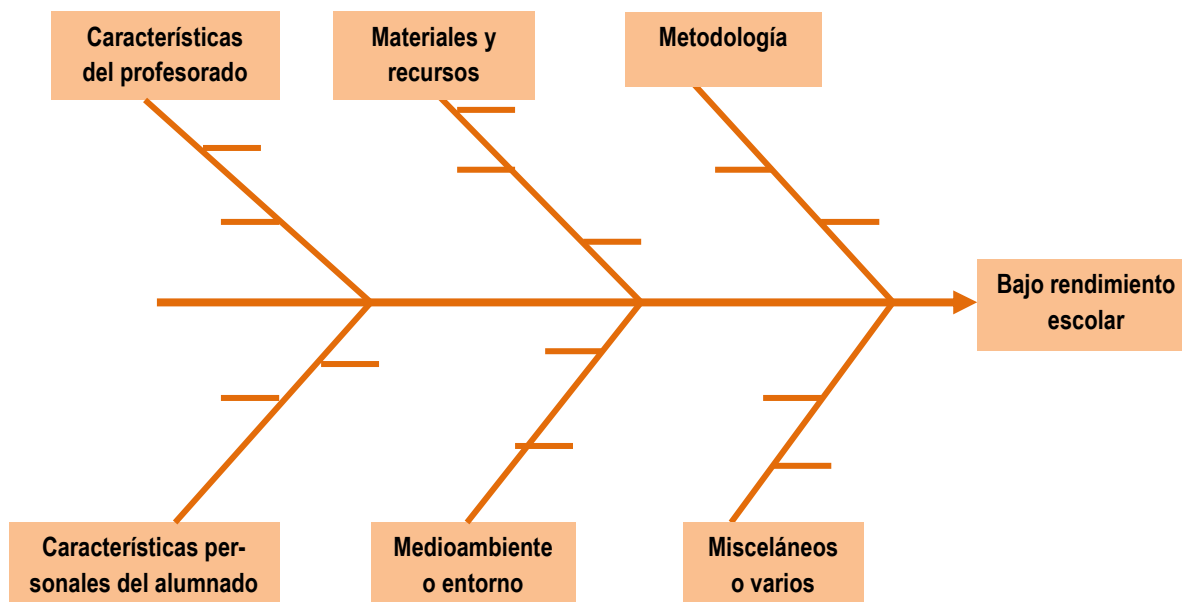 Características
del profesorado
Materiales y
recursos
Metodología
Bajo rendimiento
escolar
Características per-
sonales del alumnado
Medioambiente
o entorno
Misceláneos
o varios